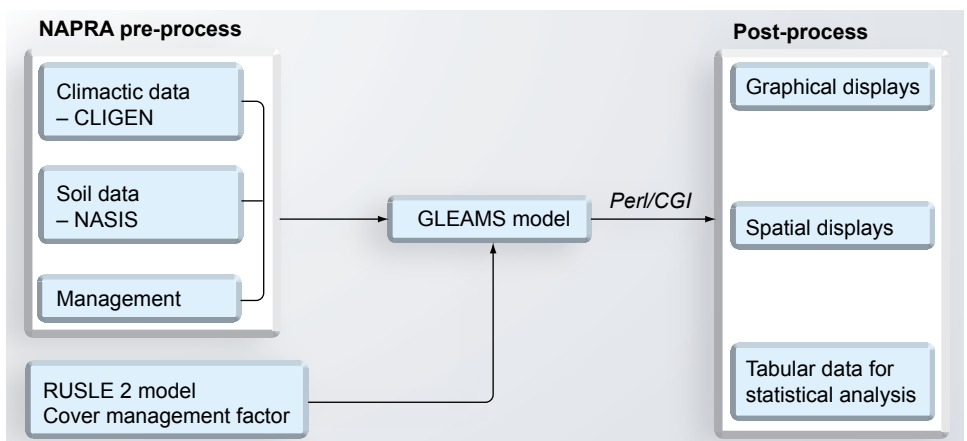 NAPRA pre-process
Climactic data
– CLIGEN
Soil data
– NASIS
Management
RUSLE 2 model
Cover management factor
GLEAMS model
Perl/CGI
Post-process
Graphical displays
Spatial displays
Tabular data for
statistical analysis